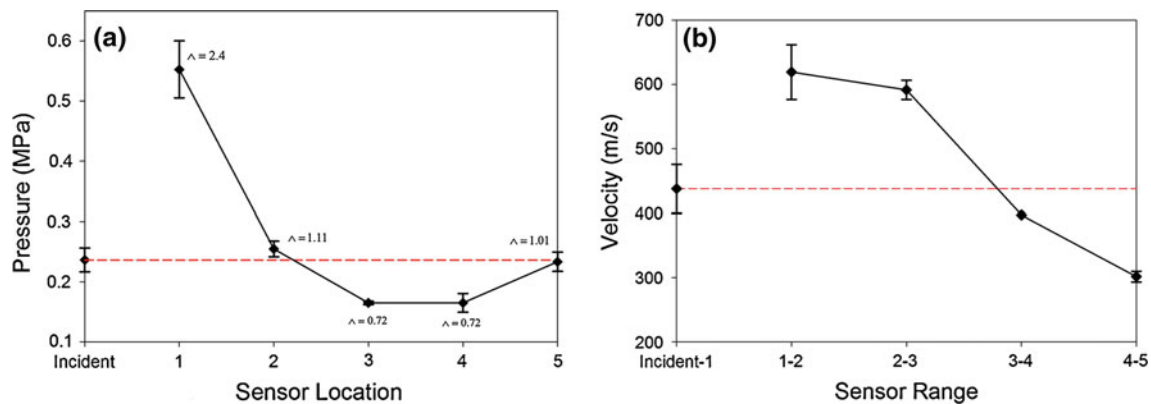 (a)
Pressure (MPa)
0.6
0.5
0.4
0.3
0.2
0.1
Λ = 2.4
Λ = 1.11
Λ = 0.72
Λ = 0.72
Λ = 1.01
Incident 1 2 3 4 5
Sensor Location
(b)
Velocity (m/s)
700
600
500
400
300
200
Incident-1 1-2 2-3 3-4 4-5
Sensor Range